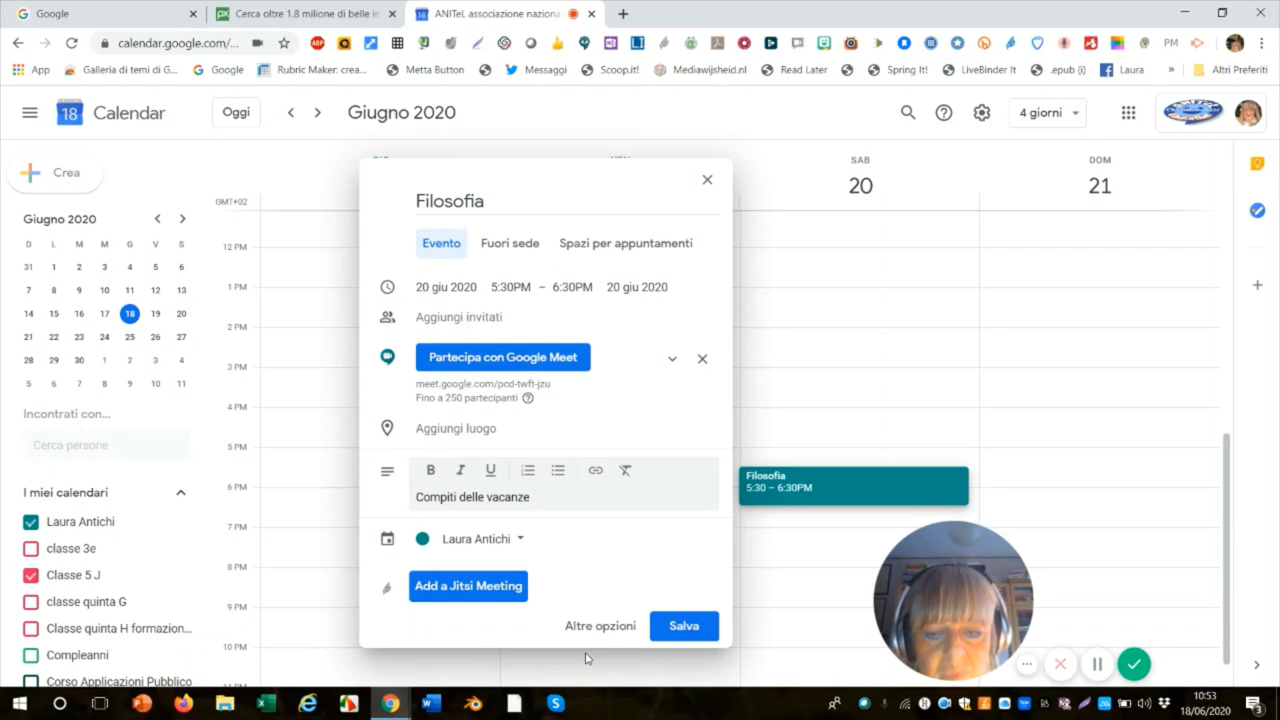 Google
Cerca oltre 1.8 milione di belle in
ANITeL associazione naziona
calendar.google.com/...
ABP
PM
App
Galleria di temi di G...
Google
Rubric Maker: crea...
Metta Button
Messaggi
Scoop.it!
Mediawijsheid.nl
Read Later
Spring It!
LiveBinder It
.epub (i)
Laura
»
Altri Preferiti
18
Calendar
Oggi
Giugno 2020
4 giorni
Crea
Giugno 2020
D L M M G V S
31 1 2 3 4 5 6
7 8 9 10 11 12 13
14 15 16 17 18 19 20
21 22 23 24 25 26 27
28 29 30 1 2 3 4
5 6 7 8 9 10 11
Incontrati con...
Cerca persone
I miei calendari
Laura Antichi
classe 3e
Classe 5 J
classe quinta G
Classe quinta H formazion...
Compleanni
Corso Applicazioni Pubblico
GMT+02
SAB
20
DOM
21
12 PM
1 PM
2 PM
3 PM
4 PM
5 PM
6 PM
7 PM
8 PM
9 PM
10 PM
Filosofia
Evento Fuori sede Spazi per appuntamenti
20 giu 2020 5:30PM – 6:30PM 20 giu 2020
Aggiungi invitati
Partecipa con Google Meet
meet.google.com/pcd-twft-jzu
Fino a 250 partecipanti
Aggiungi luogo
B I U
Compiti delle vacanze
Laura Antichi
Add a Jitsi Meeting
Altre opzioni Salva
Filosofia
5:30 – 6:30PM
10:53
18/06/2020
3